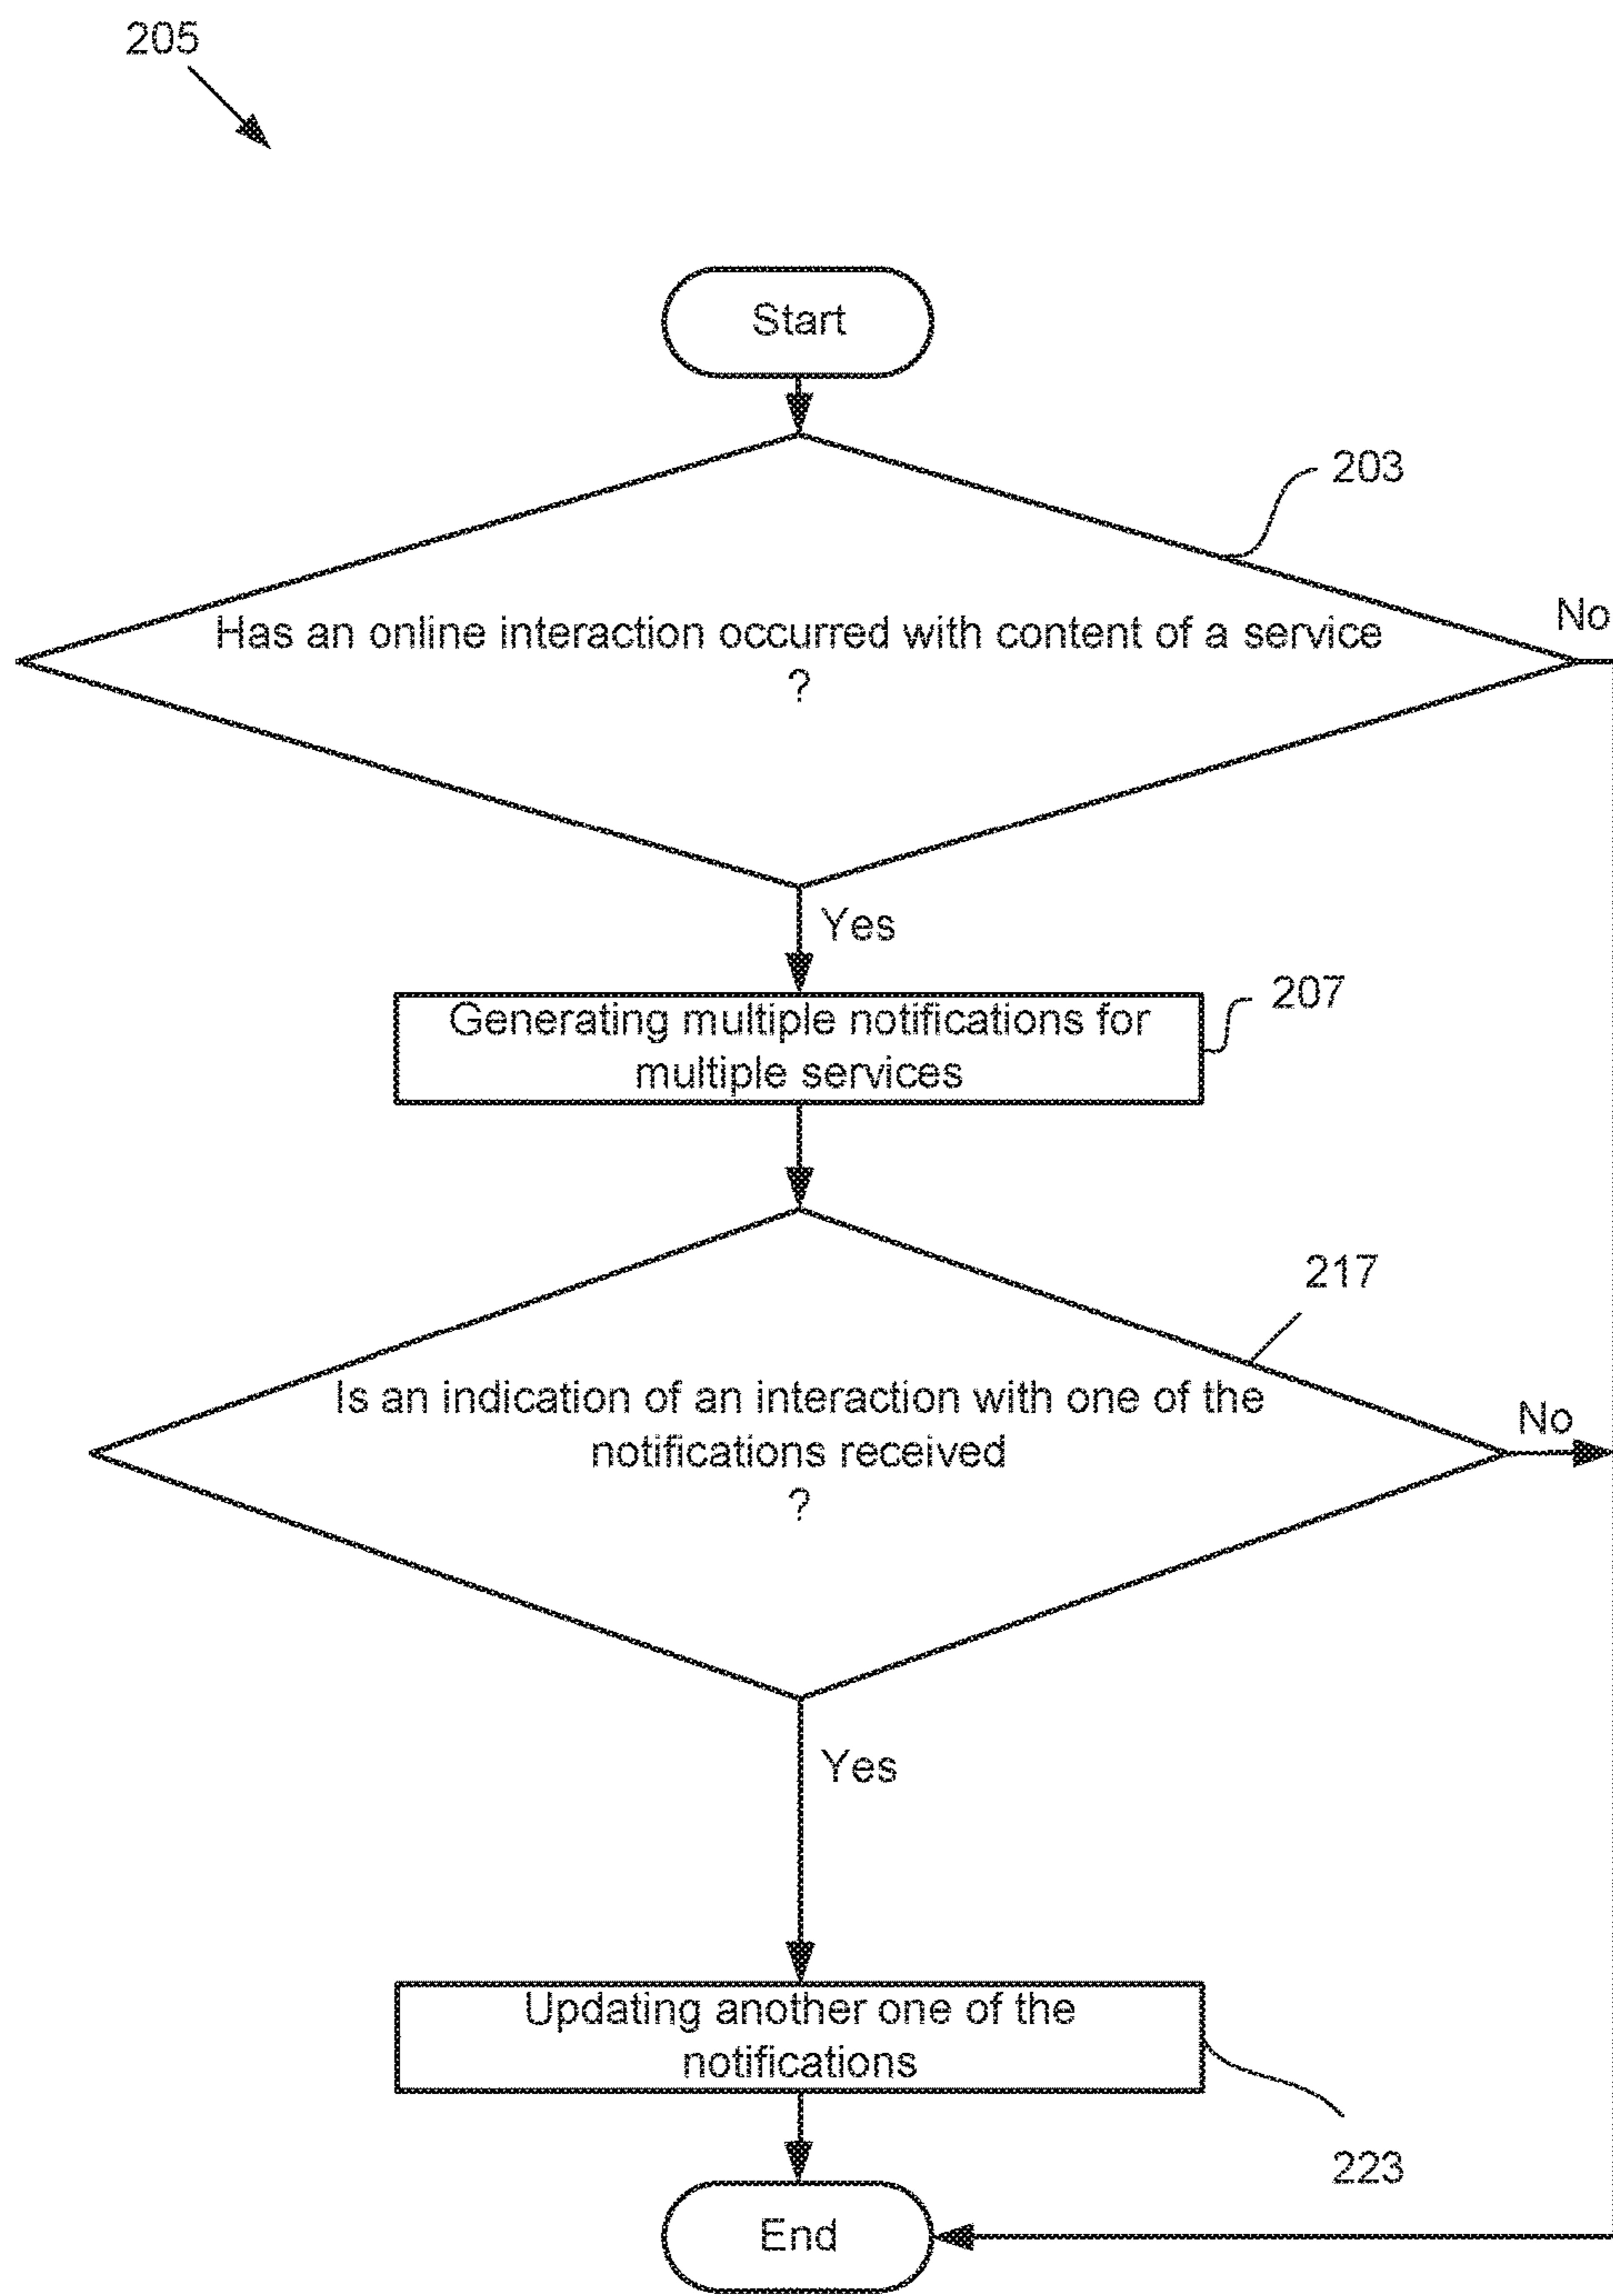 205
Start
203
Has an online interaction occurred with content of a service
?
No
Yes
207
Generating multiple notifications for
multiple services
217
Is an indication of an interaction with one of the
notifications received
?
No
Yes
Updating another one of the
notifications
223
End